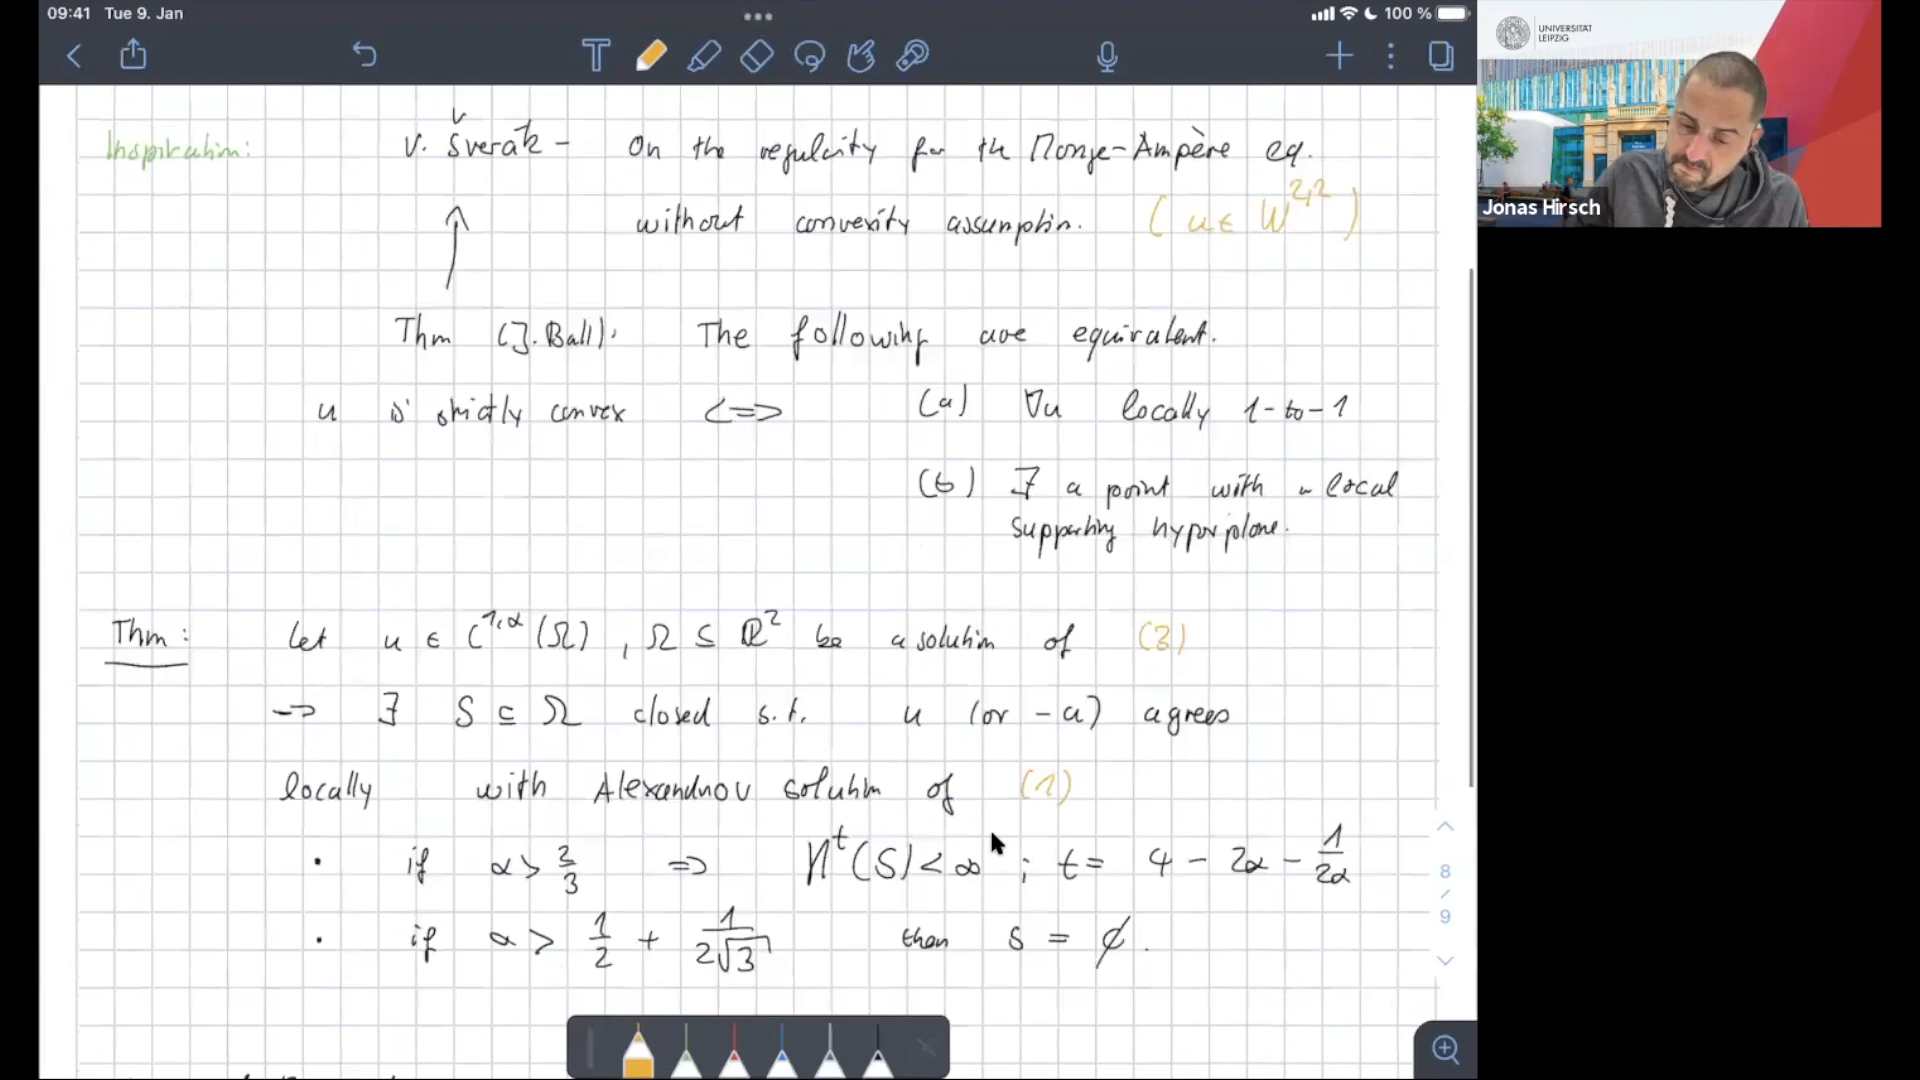 09:41 Tue 9. Jan
100 %
UNIVERSITÄT
LEIPZIG
Jonas Hirsch
Inspiration: V. Šverák - On the regularity for the Monge-Ampère eq.
without convexity assumption. (u ∈ W^{2,2})
Thm (J. Ball). The following are equivalent.
u is strictly convex <=> (a) ∇u locally 1-to-1
(b) ∃ a point with a local
supporting hyperplane.
Thm: Let u ∈ C^{1,α}(Ω), Ω ⊆ ℝ^2 be a solution of (3)
=> ∃ S ⊆ Ω closed s.t. u (or -u) agrees
locally with Alexandrov solution of (1)
• if α > 2/3 => H^t(S) < ∞ ; t = 4 - 2α - 1/2α
• if α > 1/2 + 1/2√3 then S = ∅.
8
/
9